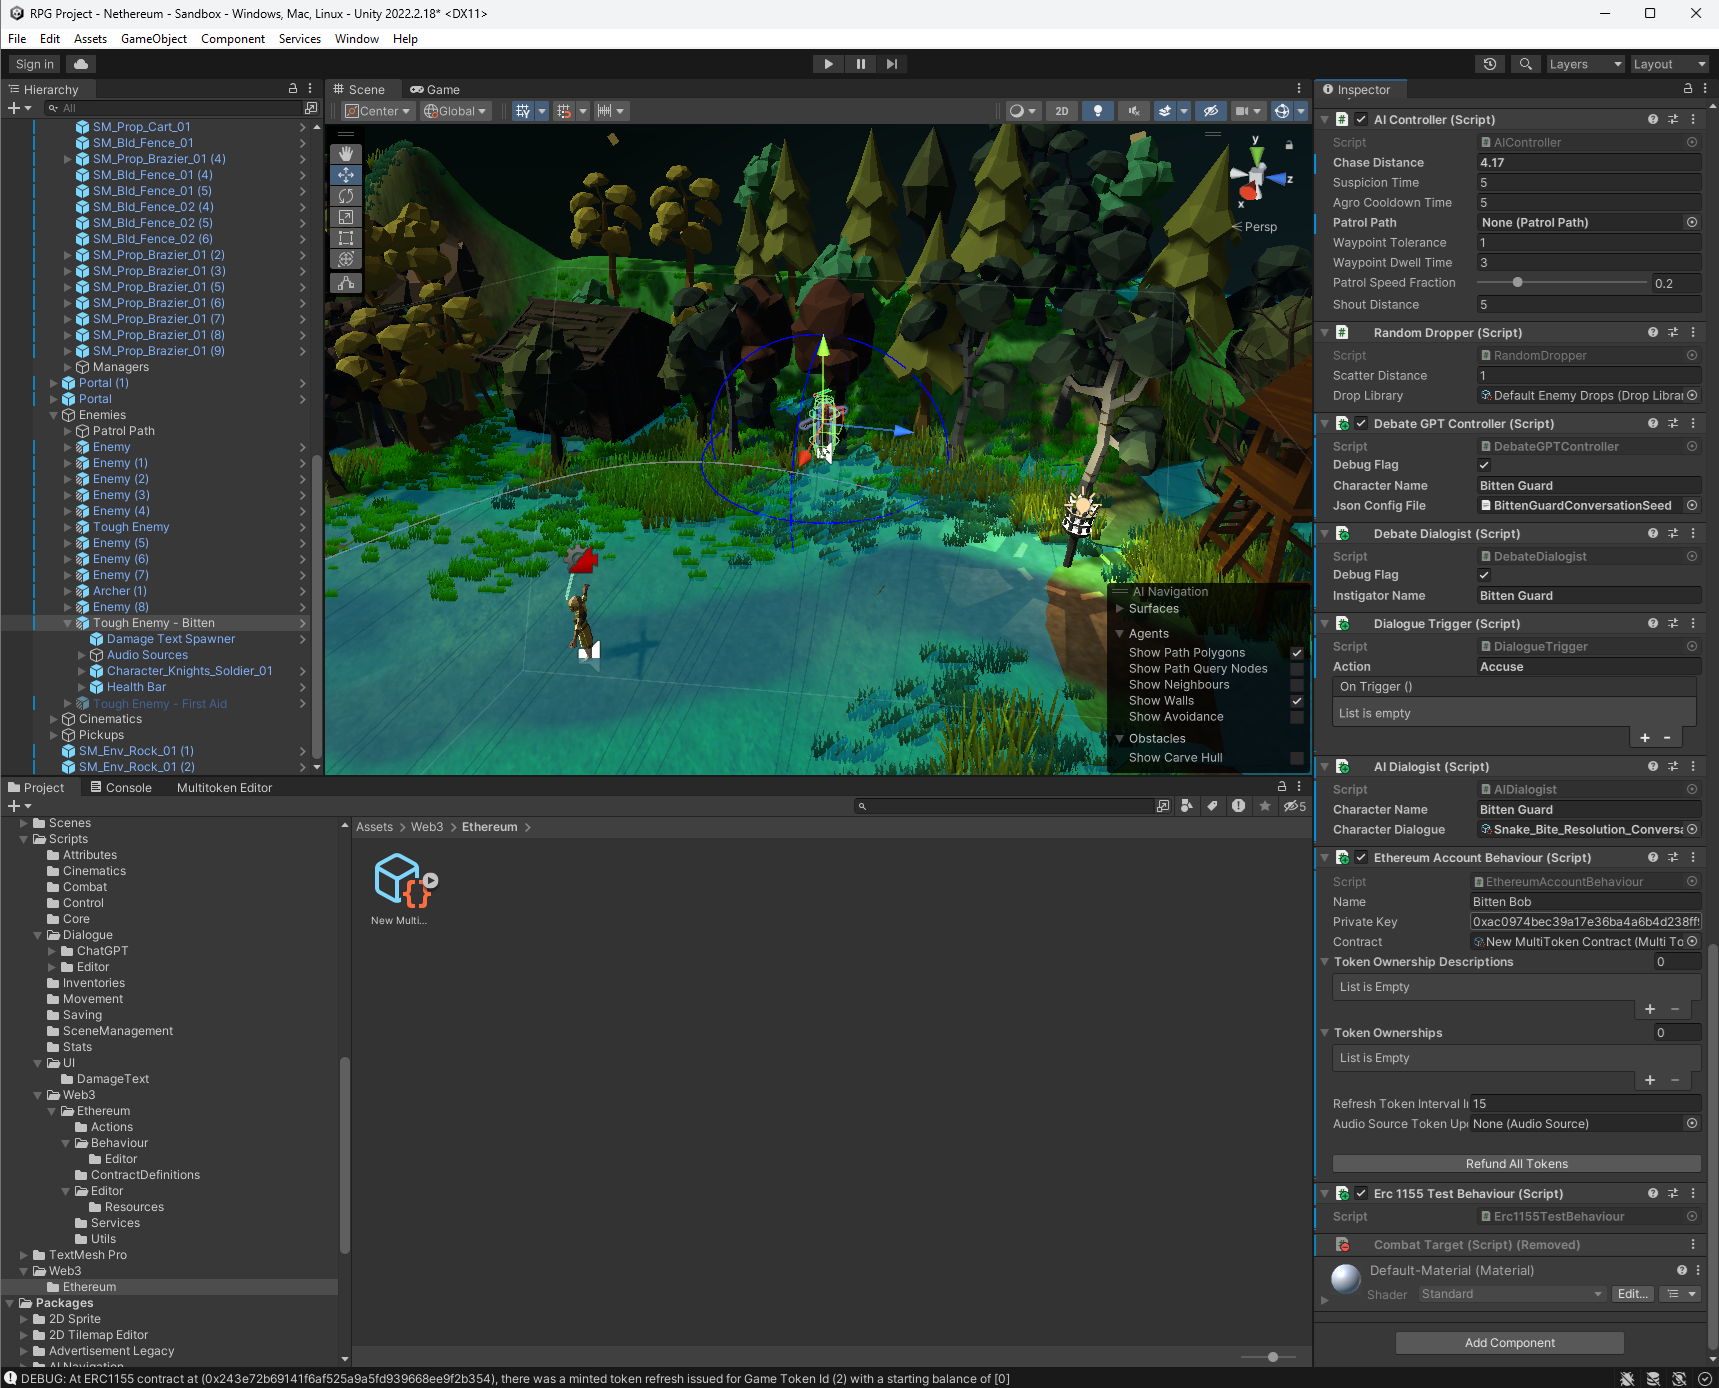 RPG Project - Nethereum - Sandbox - Windows, Mac, Linux - Unity 2022.2.18* <DX11>
File Edit Assets GameObject Component Services Window Help
Sign in
Layers
Layout
Hierarchy
All
SM_Prop_Cart_01
SM_Bld_Fence_01
SM_Prop_Brazier_01 (4)
SM_Bld_Fence_01 (4)
SM_Bld_Fence_01 (5)
SM_Bld_Fence_02 (4)
SM_Bld_Fence_02 (5)
SM_Bld_Fence_02 (6)
SM_Prop_Brazier_01 (2)
SM_Prop_Brazier_01 (3)
SM_Prop_Brazier_01 (5)
SM_Prop_Brazier_01 (6)
SM_Prop_Brazier_01 (7)
SM_Prop_Brazier_01 (8)
SM_Prop_Brazier_01 (9)
Managers
Portal (1)
Portal
Enemies
Patrol Path
Enemy
Enemy (1)
Enemy (2)
Enemy (3)
Enemy (4)
Tough Enemy
Enemy (5)
Enemy (6)
Enemy (7)
Archer (1)
Enemy (8)
Tough Enemy - Bitten
Damage Text Spawner
Audio Sources
Character_Knights_Soldier_01
Health Bar
Tough Enemy - First Aid
Cinematics
Pickups
SM_Env_Rock_01 (1)
SM_Env_Rock_01 (2)
Scene
Game
Center
Global
2D
y
z
x
Persp
AI Navigation
Surfaces
Agents
Show Path Polygons
Show Path Query Nodes
Show Neighbours
Show Walls
Show Avoidance
Obstacles
Show Carve Hull
Project
Console
Multitoken Editor
5
Scenes
Scripts
Attributes
Cinematics
Combat
Control
Core
Dialogue
ChatGPT
Editor
Inventories
Movement
Saving
SceneManagement
Stats
UI
DamageText
Web3
Ethereum
Actions
Behaviour
Editor
ContractDefinitions
Editor
Resources
Services
Utils
TextMesh Pro
Web3
Ethereum
Packages
2D Sprite
2D Tilemap Editor
Advertisement Legacy
AI Navigation
Assets > Web3 > Ethereum >
New Multi...
Inspector
AI Controller (Script)
Script AIController
Chase Distance 4.17
Suspicion Time 5
Agro Cooldown Time 5
Patrol Path None (Patrol Path)
Waypoint Tolerance 1
Waypoint Dwell Time 3
Patrol Speed Fraction 0.2
Shout Distance 5
Random Dropper (Script)
Script RandomDropper
Scatter Distance 1
Drop Library Default Enemy Drops (Drop Librar
Debate GPT Controller (Script)
Script DebateGPTController
Debug Flag
Character Name Bitten Guard
Json Config File BittenGuardConversationSeed
Debate Dialogist (Script)
Script DebateDialogist
Debug Flag
Instigator Name Bitten Guard
Dialogue Trigger (Script)
Script DialogueTrigger
Action Accuse
On Trigger ()
List is empty
+ -
AI Dialogist (Script)
Script AIDialogist
Character Name Bitten Guard
Character Dialogue Snake_Bite_Resolution_Conversa
Ethereum Account Behaviour (Script)
Script EthereumAccountBehaviour
Name Bitten Bob
Private Key 0xac0974bec39a17e36ba4a6b4d238ff
Contract New MultiToken Contract (Multi To
Token Ownership Descriptions 0
List is Empty
+ -
Token Ownerships 0
List is Empty
+ -
Refresh Token Interval I 15
Audio Source Token Up None (Audio Source)
Refund All Tokens
Erc 1155 Test Behaviour (Script)
Script Erc1155TestBehaviour
Combat Target (Script) (Removed)
Default-Material (Material)
Shader Standard Edit...
Add Component
DEBUG: At ERC1155 contract at (0x243e72b69141f6af525a9a5fd939668ee9f2b354), there was a minted token refresh issued for Game Token Id (2) with a starting balance of [0]